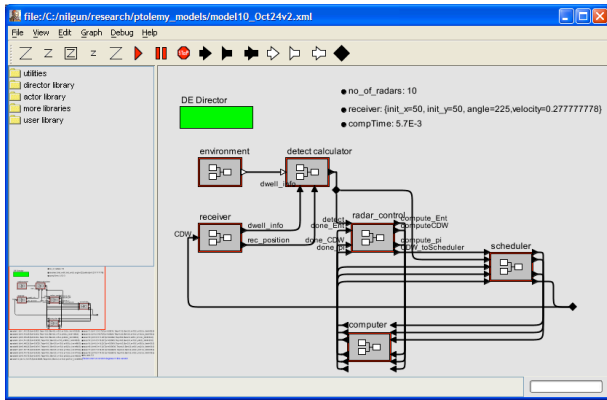 file:/C:/nilgun/research/ptolemy_models/model10_Oct24v2.xml
File View Edit Graph Debug Help
Z Z Z Z Z
utilities
director library
actor library
more libraries
user library
DE Director
no_of_radars: 10
receiver: {init_x=50, init_y=50, angle=225,velocity=0.277777778}
compTime: 5.7E-3
environment
detect calculator
dwell_info
receiver
CDW
dwell_info
rec_position
radar_control
detect
done_Ent
done_CDW
done_pi
compute_Ent
computeCDW
compute_pi
CDW_toScheduler
scheduler
computer